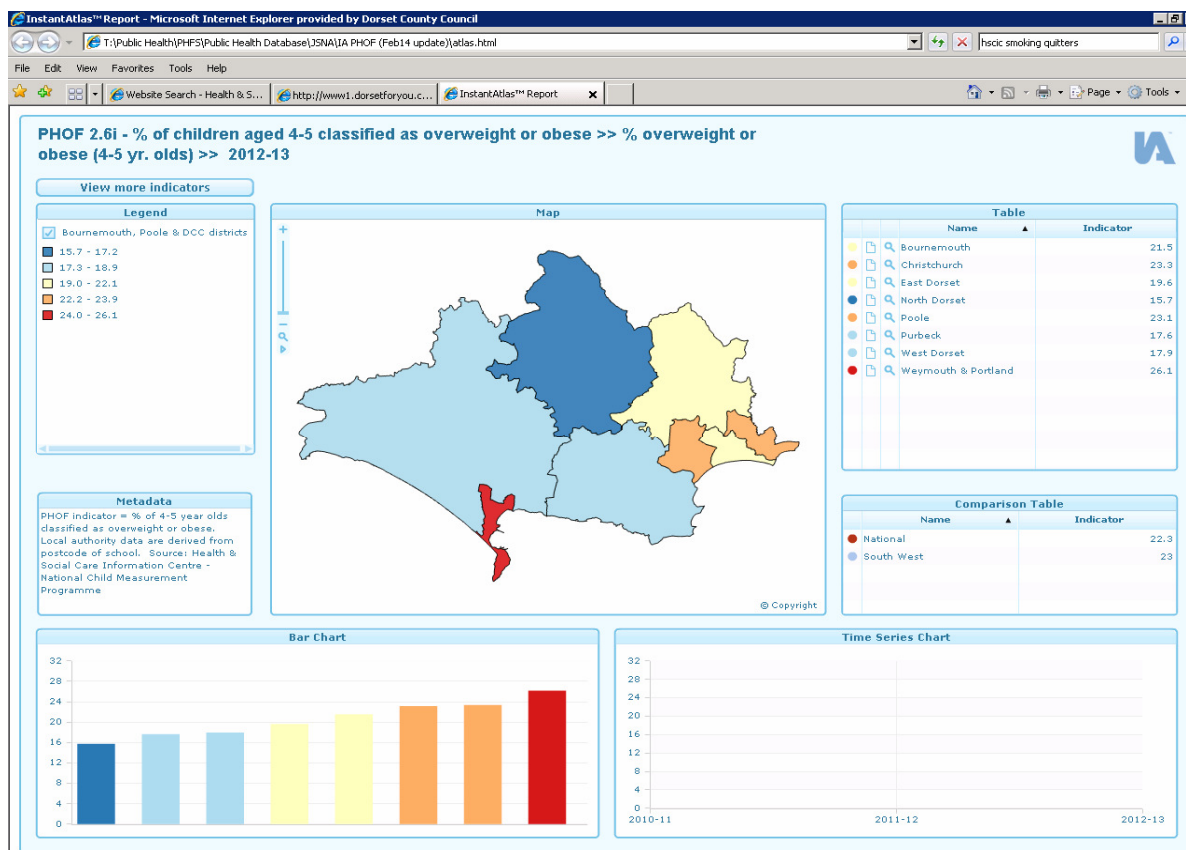 InstantAtlas™ Report - Microsoft Internet Explorer provided by Dorset County Council
T:\Public Health\PHFS\Public Health Database\JSNA\IA PHOF (Feb14 update)\atlas.html
hscic smoking quitters
File Edit View Favorites Tools Help
Website Search - Health & S...
http://www1.dorsetforyou.c...
InstantAtlas™ Report
Page
Tools
PHOF 2.6i - % of children aged 4-5 classified as overweight or obese >> % overweight or
obese (4-5 yr. olds) >> 2012-13
IA
View more indicators
Legend
Bournemouth, Poole & DCC districts
15.7 - 17.2
17.3 - 18.9
19.0 - 22.1
22.2 - 23.9
24.0 - 26.1
Map
© Copyright
Table
Name Indicator
Bournemouth 21.5
Christchurch 23.3
East Dorset 19.6
North Dorset 15.7
Poole 23.1
Purbeck 17.6
West Dorset 17.9
Weymouth & Portland 26.1
Metadata
PHOF indicator = % of 4-5 year olds
classified as overweight or obese.
Local authority data are derived from
postcode of school. Source: Health &
Social Care Information Centre -
National Child Measurement
Programme
Comparison Table
Name Indicator
National 22.3
South West 23
Bar Chart
32
28
24
20
16
12
8
4
0
Time Series Chart
32
28
24
20
16
12
8
4
0
2010-11 2011-12 2012-13